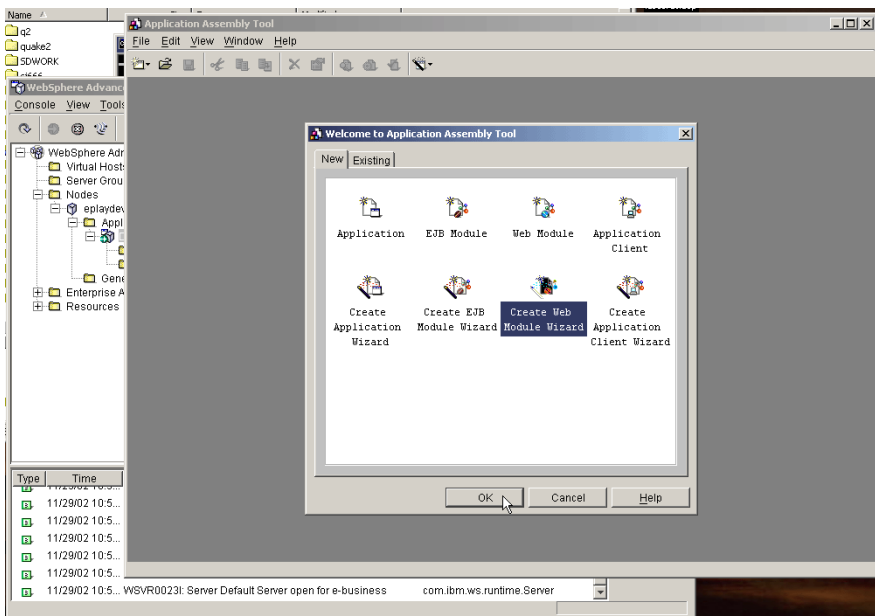 Name
q2
quake2
SDWORK
Application Assembly Tool
File Edit View Window Help
WebSphere Advanc
Console View Tools
WebSphere Adr
Virtual Hosts
Server Grou
Nodes
eplaydev
Appl
Gene
Enterprise A
Resources
Welcome to Application Assembly Tool
New Existing
Application EJB Module Web Module Application Client
Create Application Wizard Create EJB Module Wizard Create Web Module Wizard Create Application Client Wizard
OK Cancel Help
Type Time
11/29/02 10:5...
11/29/02 10:5...
11/29/02 10:5...
11/29/02 10:5...
11/29/02 10:5...
11/29/02 10:5... WSVR0023I: Server Default Server open for e-business com.ibm.ws.runtime.Server